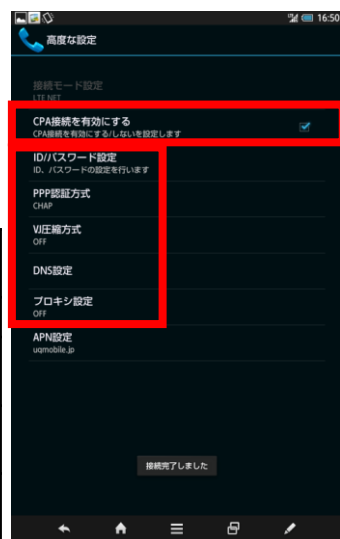 16:50
高度な設定
接続モード設定
LTE NET
CPA接続を有効にする
CPA接続を有効にする/しないを設定します
ID/パスワード設定
ID、パスワードの設定を行います
PPP認証方式
CHAP
VJ圧縮方式
OFF
DNS設定
プロキシ設定
OFF
APN設定
uqmobile.jp
接続完了しました